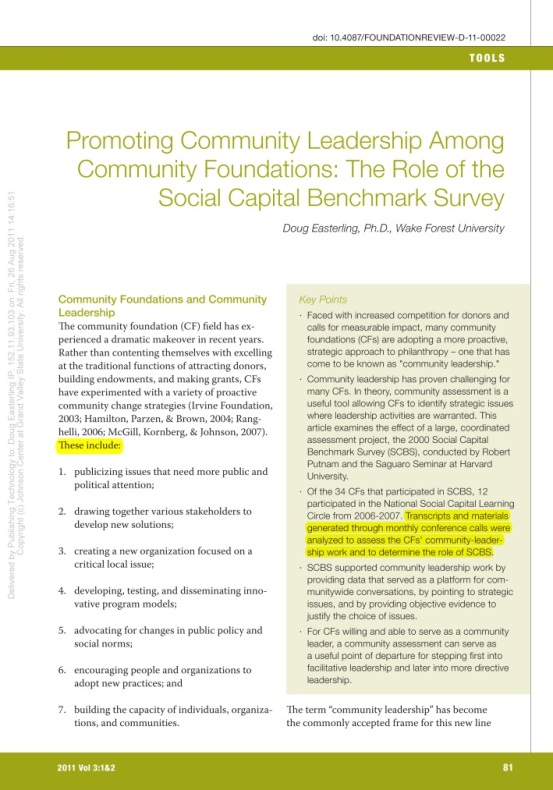 doi: 10.4087/FOUNDATIONREVIEW-D-11-00022
TOOLS
Promoting Community Leadership Among
Community Foundations: The Role of the
Social Capital Benchmark Survey
Doug Easterling, Ph.D., Wake Forest University
Community Foundations and Community
Leadership
The community foundation (CF) field has ex-
perienced a dramatic makeover in recent years.
Rather than contenting themselves with excelling
at the traditional functions of attracting donors,
building endowments, and making grants, CFs
have experimented with a variety of proactive
community change strategies (Irvine Foundation,
2003; Hamilton, Parzen, & Brown, 2004; Rang-
helli, 2006; McGill, Kornberg, & Johnson, 2007).
These include:
1. publicizing issues that need more public and
political attention;
2. drawing together various stakeholders to
develop new solutions;
3. creating a new organization focused on a
critical local issue;
4. developing, testing, and disseminating inno-
vative program models;
5. advocating for changes in public policy and
social norms;
6. encouraging people and organizations to
adopt new practices; and
7. building the capacity of individuals, organiza-
tions, and communities.
Key Points
· Faced with increased competition for donors and
calls for measurable impact, many community
foundations (CFs) are adopting a more proactive,
strategic approach to philanthropy – one that has
come to be known as "community leadership."
· Community leadership has proven challenging for
many CFs. In theory, community assessment is a
useful tool allowing CFs to identify strategic issues
where leadership activities are warranted. This
article examines the effect of a large, coordinated
assessment project, the 2000 Social Capital
Benchmark Survey (SCBS), conducted by Robert
Putnam and the Saguaro Seminar at Harvard
University.
· Of the 34 CFs that participated in SCBS, 12
participated in the National Social Capital Learning
Circle from 2006-2007. Transcripts and materials
generated through monthly conference calls were
analyzed to assess the CFs' community-leader-
ship work and to determine the role of SCBS.
· SCBS supported community leadership work by
providing data that served as a platform for com-
munitywide conversations, by pointing to strategic
issues, and by providing objective evidence to
justify the choice of issues.
· For CFs willing and able to serve as a community
leader, a community assessment can serve as
a useful point of departure for stepping first into
facilitative leadership and later into more directive
leadership.
The term "community leadership" has become
the commonly accepted frame for this new line
2011 Vol 3:1&2
81
Delivered by Publishing Technology to: Doug Easterling IP: 152.11.93.103 on: Fri, 26 Aug 2011 14:16:51
Copyright (c) Johnson Center at Grand Valley State University. All rights reserved.